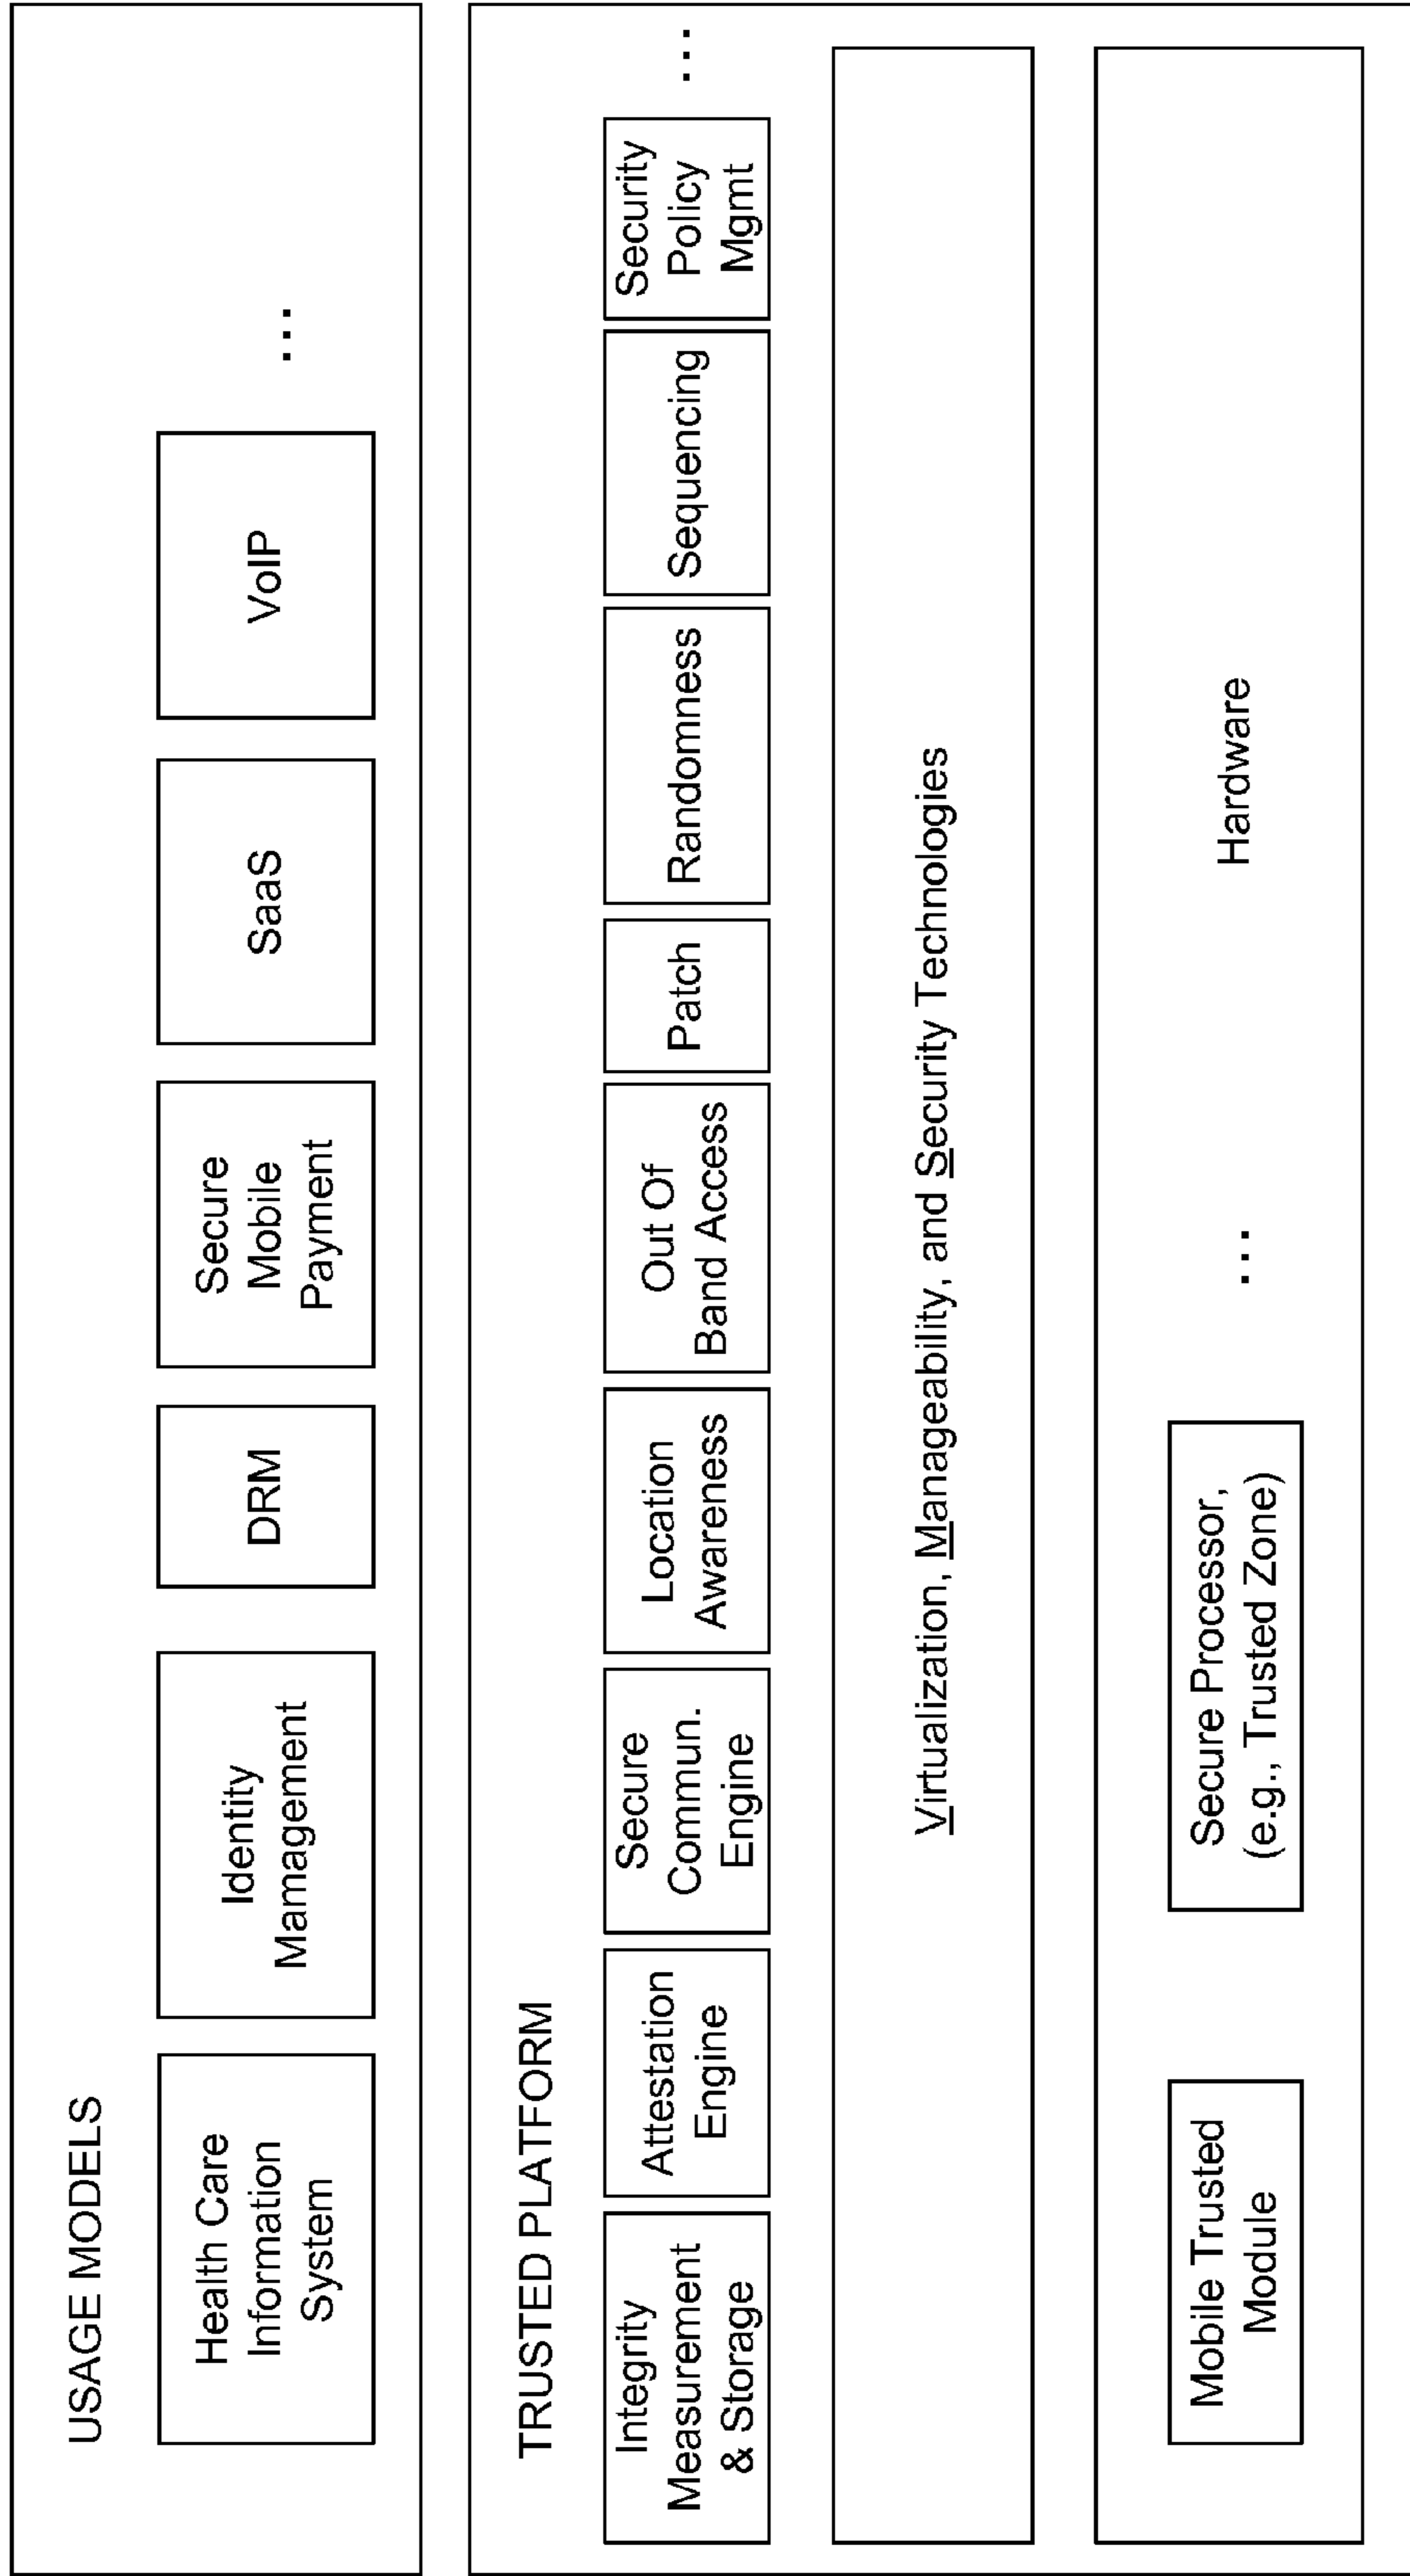 USAGE MODELS
Health Care
Information
System
Identity
Mamagement
DRM
Secure
Mobile
Payment
SaaS
VoIP
...
TRUSTED PLATFORM
Integrity
Measurement
& Storage
Attestation
Engine
Secure
Commun.
Engine
Location
Awareness
Out Of
Band Access
Patch
Randomness
Sequencing
Security
Policy
Mgmt
...
Virtualization, Manageability, and Security Technologies
Mobile Trusted
Module
Secure Processor,
(e.g., Trusted Zone)
...
Hardware